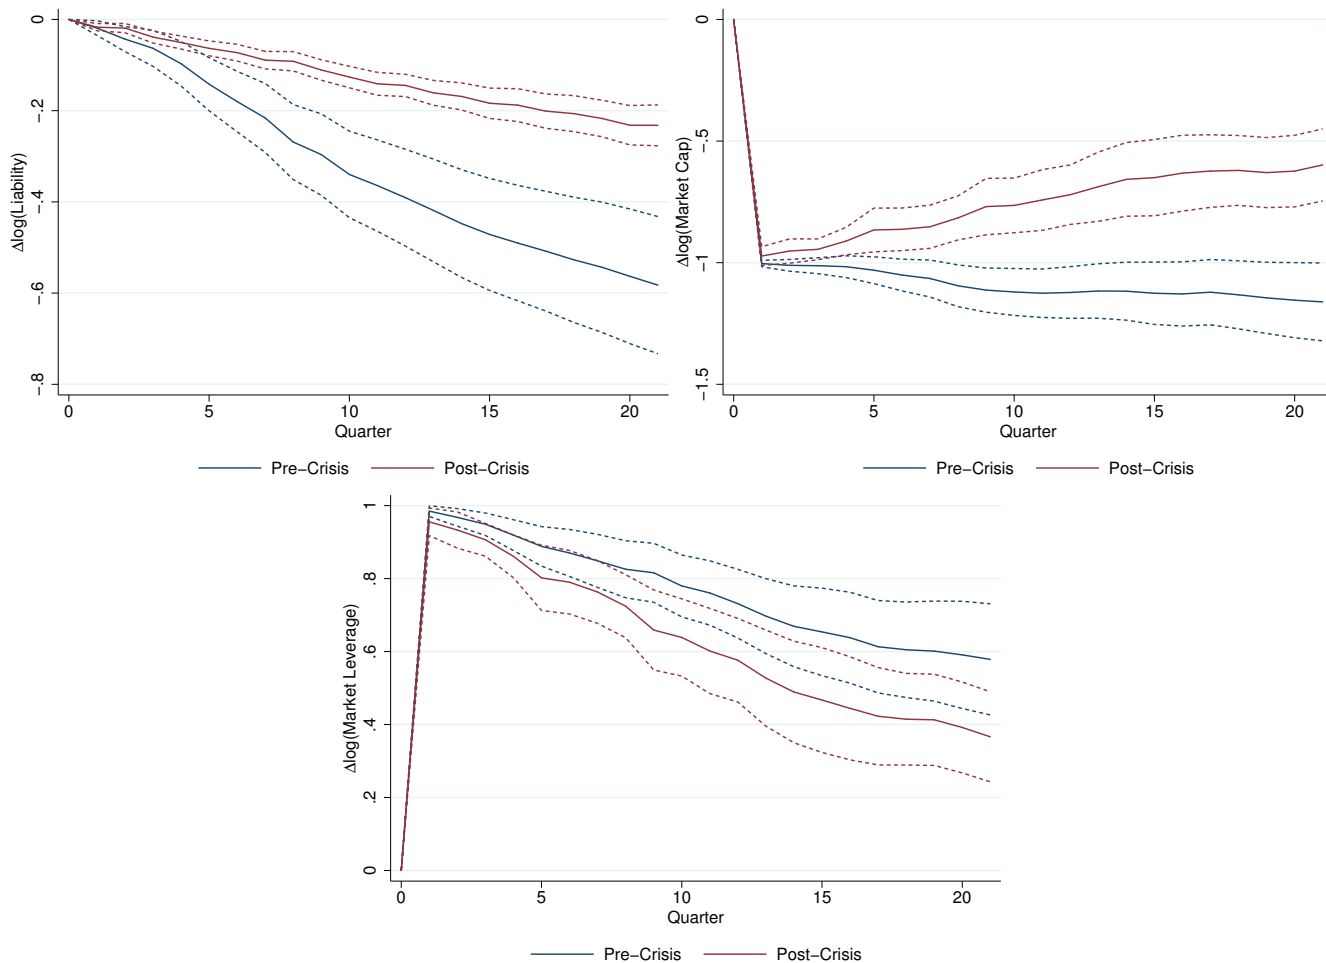 0
−.2
−.4
−.6
−.8
Δlog(Liability)
0 5 10 15 20
Quarter
Pre−Crisis Post−Crisis
0
−.5
−1
−1.5
Δlog(Market Cap)
0 5 10 15 20
Quarter
Pre−Crisis Post−Crisis
1
.8
.6
.4
.2
0
Δlog(Market Leverage)
0 5 10 15 20
Quarter
Pre−Crisis Post−Crisis